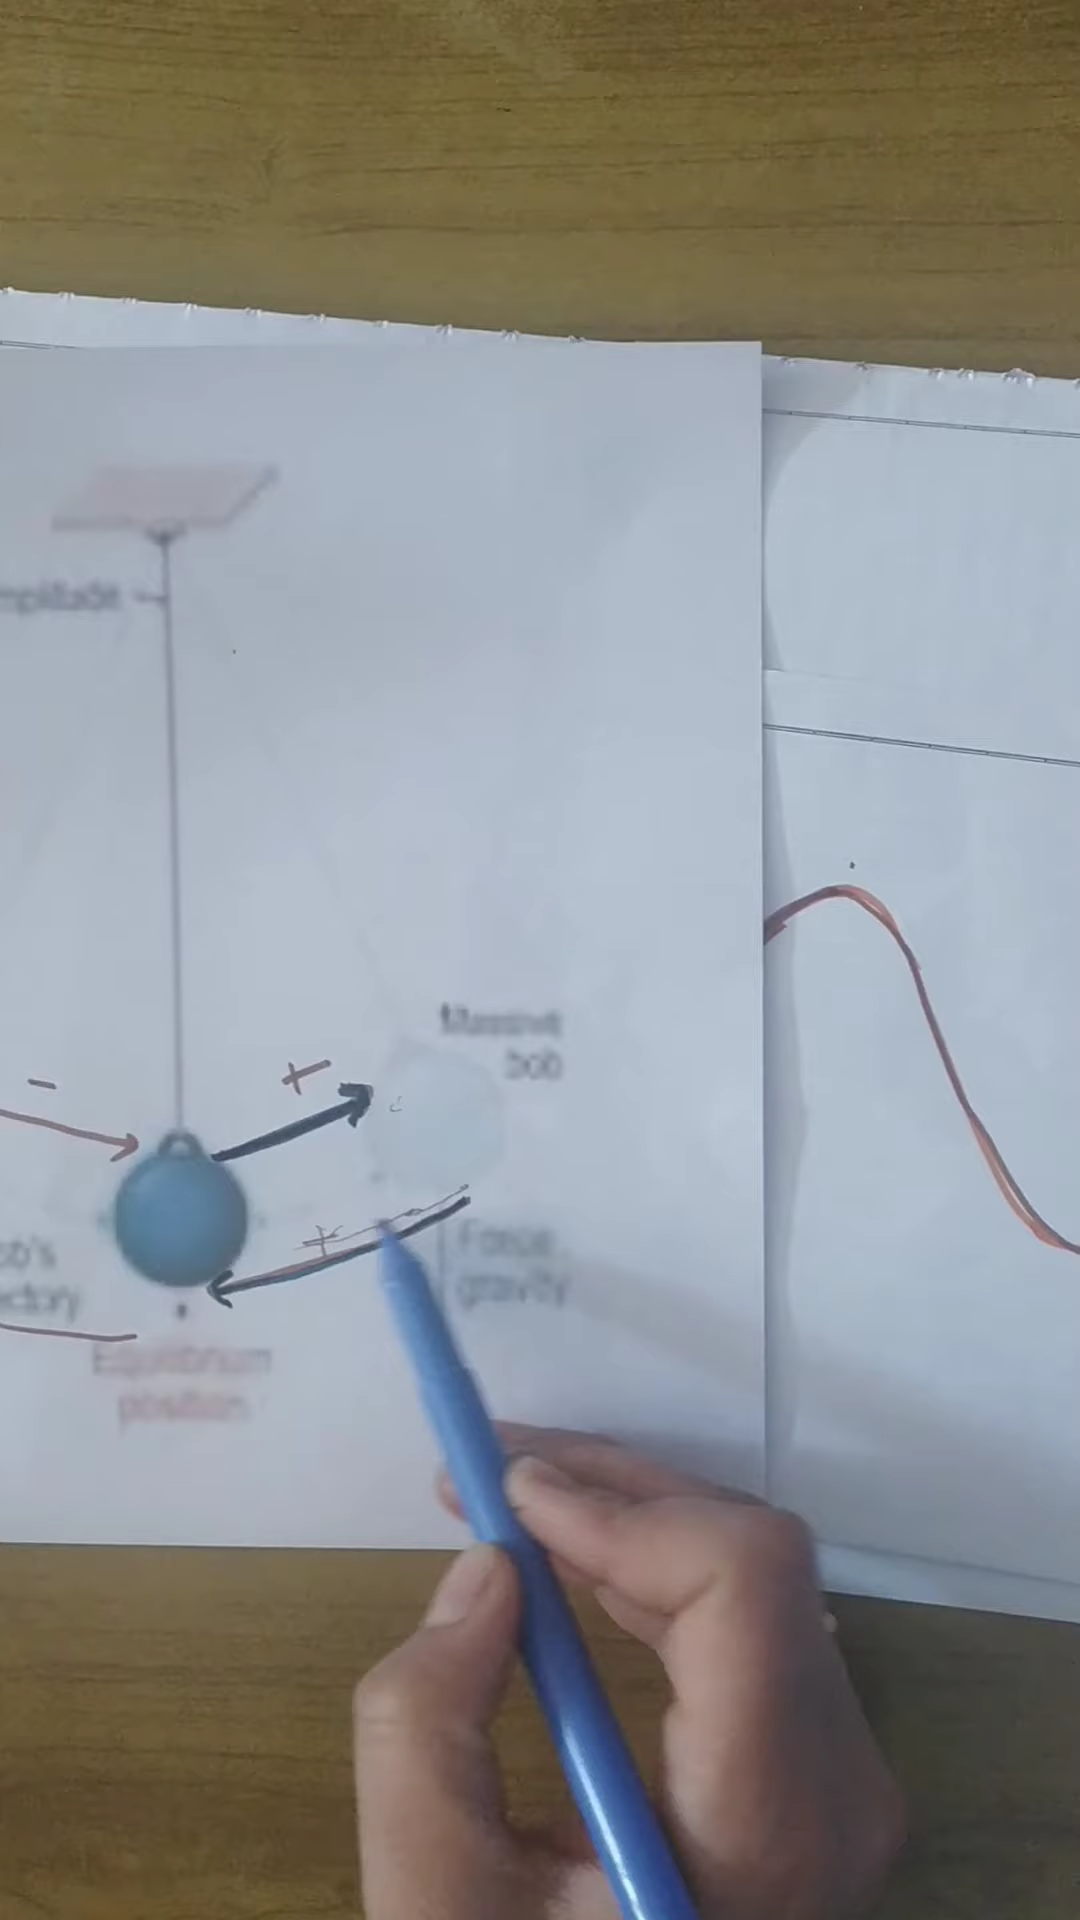 mplitude
Massive
bob
+
-
+
Force
gravity
ob's
ectory
Equilibrium
position